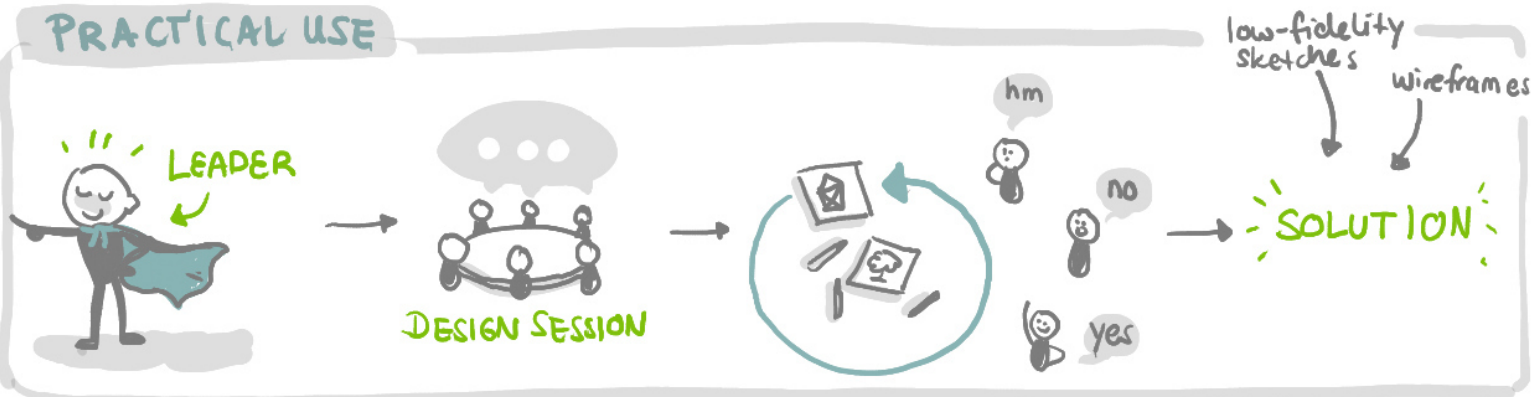 PRACTICAL USE
LEADER
DESIGN SESSION
hm
no
yes
low-fidelity
sketches
wireframes
SOLUTION